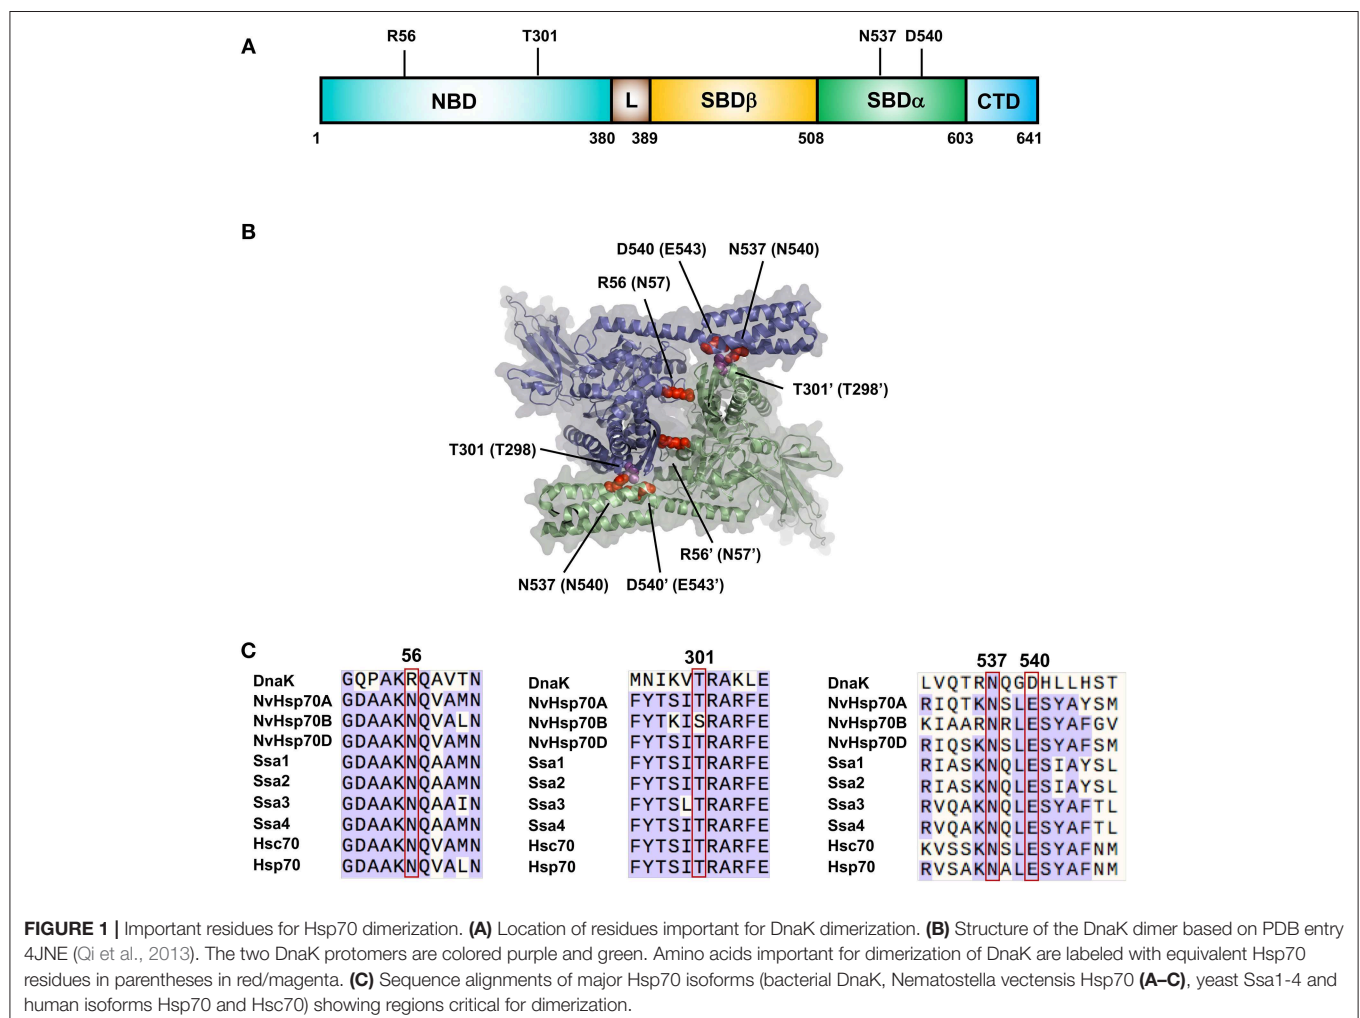 A
R56 T301 N537 D540
NBD L SBDβ SBDα CTD
1 380 389 508 603 641
B
D540 (E543) N537 (N540)
R56 (N57)
T301’ (T298’)
T301 (T298)
R56’ (N57’)
N537 (N540) D540’ (E543’)
C
56
DnaK GQPAKRQAVTN
NvHsp70A GDAAKNQVAMN
NvHsp70B GDAAKNQVALN
NvHsp70D GDAAKNQVAMN
Ssa1 GDAAKNQAAMN
Ssa2 GDAAKNQAAMN
Ssa3 GDAAKNQAAIN
Ssa4 GDAAKNQAAMN
Hsc70 GDAAKNQVAMN
Hsp70 GDAAKNQVALN
301
DnaK MNIKVTRAKLE
NvHsp70A FYTSITRARFE
NvHsp70B FYTKISRARFE
NvHsp70D FYTSITRARFE
Ssa1 FYTSITRARFE
Ssa2 FYTSITRARFE
Ssa3 FYTSLTRARFE
Ssa4 FYTSITRARFE
Hsc70 FYTSITRARFE
Hsp70 FYTSITRARFE
537 540
DnaK LVQTRNQGDHLLHST
NvHsp70A RIQTKNSLESYAYSM
NvHsp70B KIAARNRLESYAFGV
NvHsp70D RIQSKNSLESYAFSM
Ssa1 RIASKNQLESIAYSL
Ssa2 RIASKNQLESIAYSL
Ssa3 RVQAKNQLESYAFTL
Ssa4 RVQAKNQLESYAFTL
Hsc70 KVSSKNSLESYAFNM
Hsp70 RVSAKNALESYAFNM
FIGURE 1 | Important residues for Hsp70 dimerization. (A) Location of residues important for DnaK dimerization. (B) Structure of the DnaK dimer based on PDB entry
4JNE (Qi et al., 2013). The two DnaK protomers are colored purple and green. Amino acids important for dimerization of DnaK are labeled with equivalent Hsp70
residues in parentheses in red/magenta. (C) Sequence alignments of major Hsp70 isoforms (bacterial DnaK, Nematostella vectensis Hsp70 (A–C), yeast Ssa1-4 and
human isoforms Hsp70 and Hsc70) showing regions critical for dimerization.